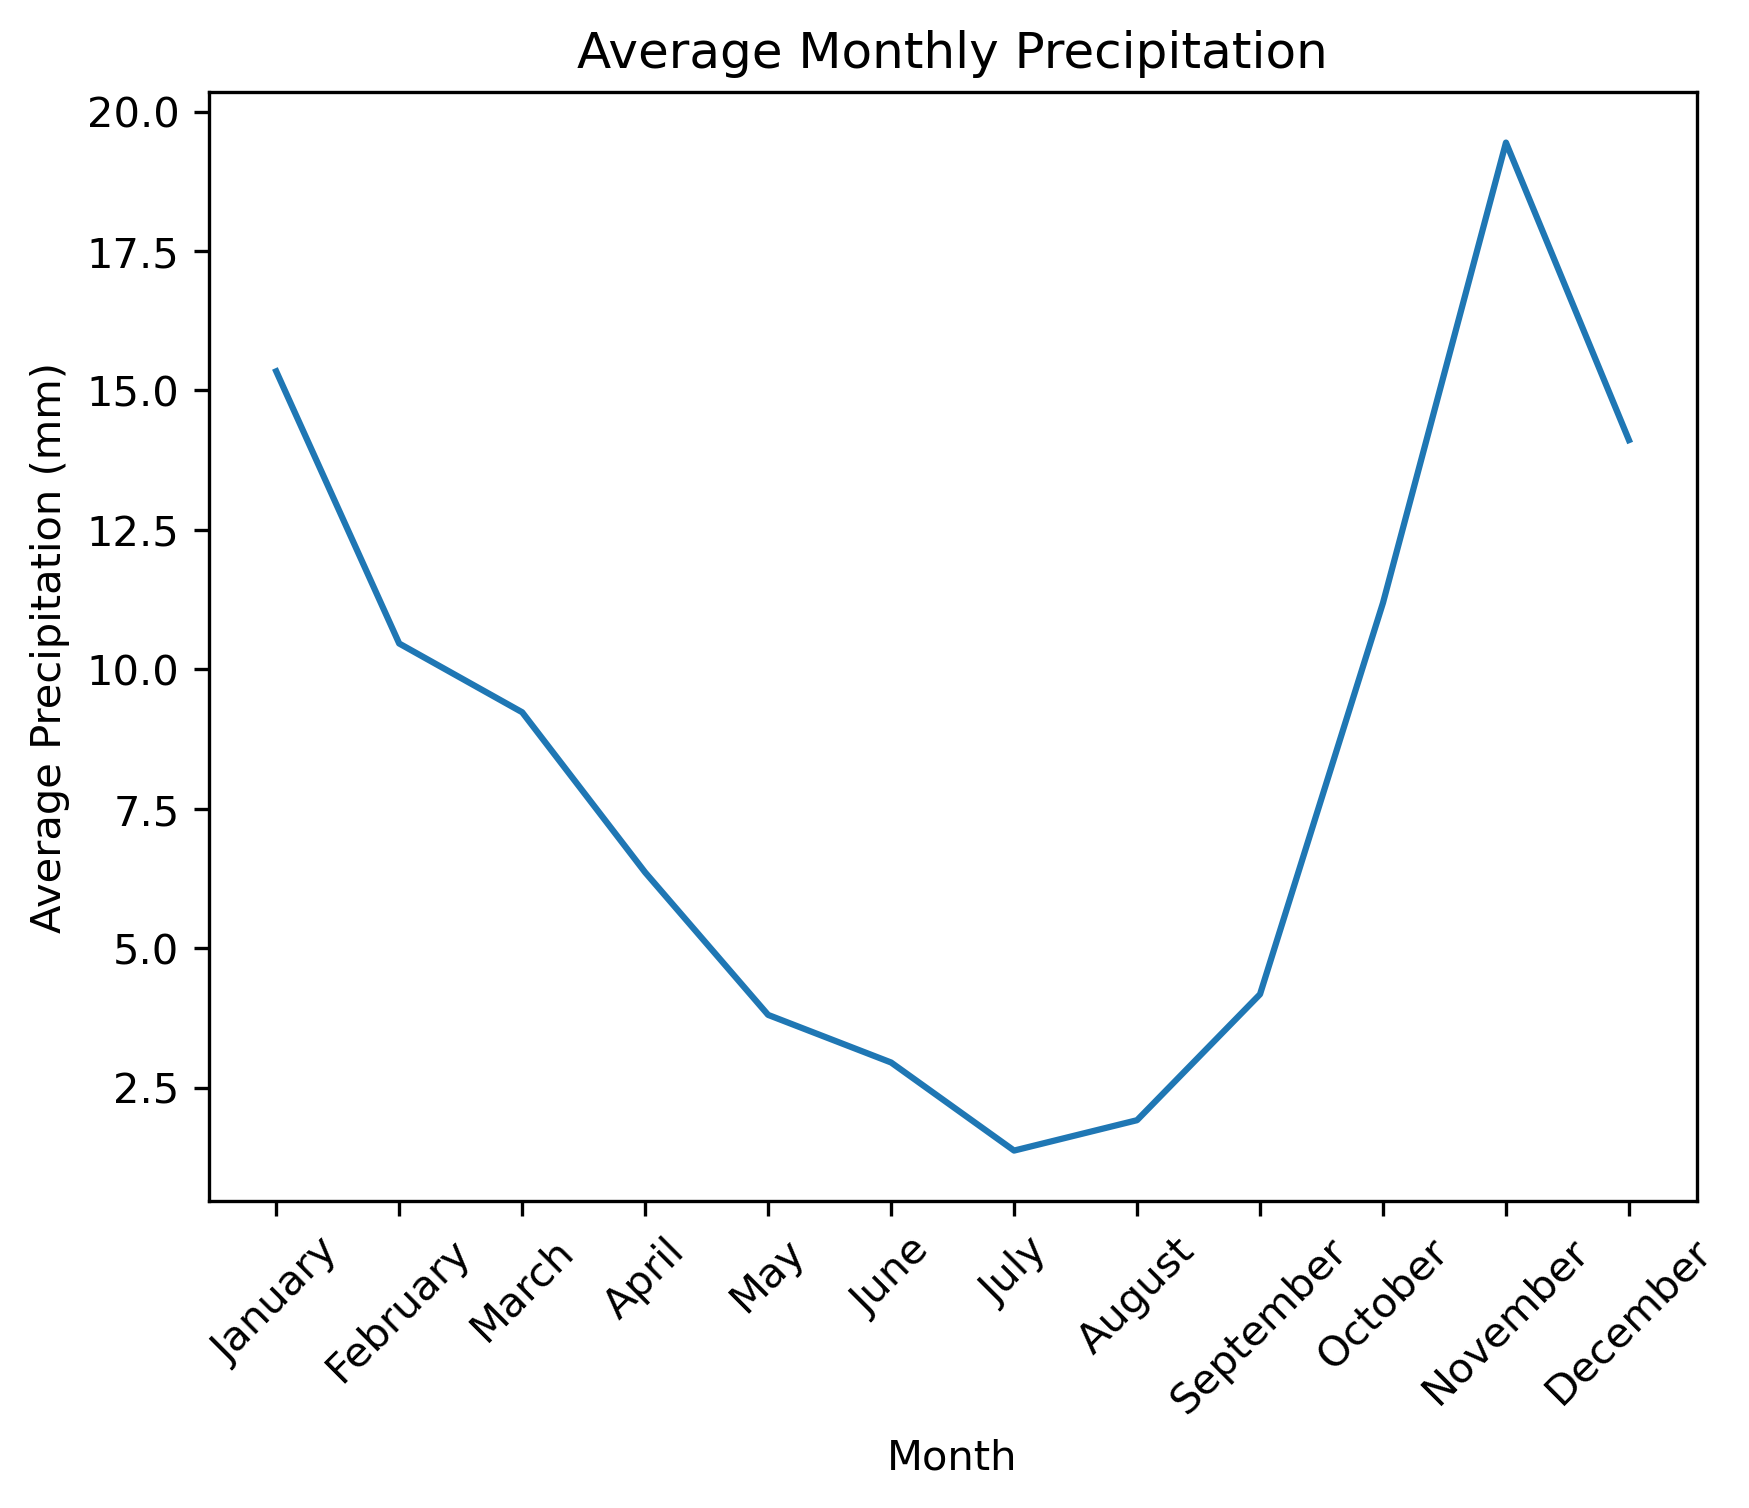 Average Monthly Precipitation
20.0
17.5
15.0
12.5
10.0
7.5
5.0
2.5
Average Precipitation (mm)
January
February
March
April
May
June
July
August
September
October
November
December
Month